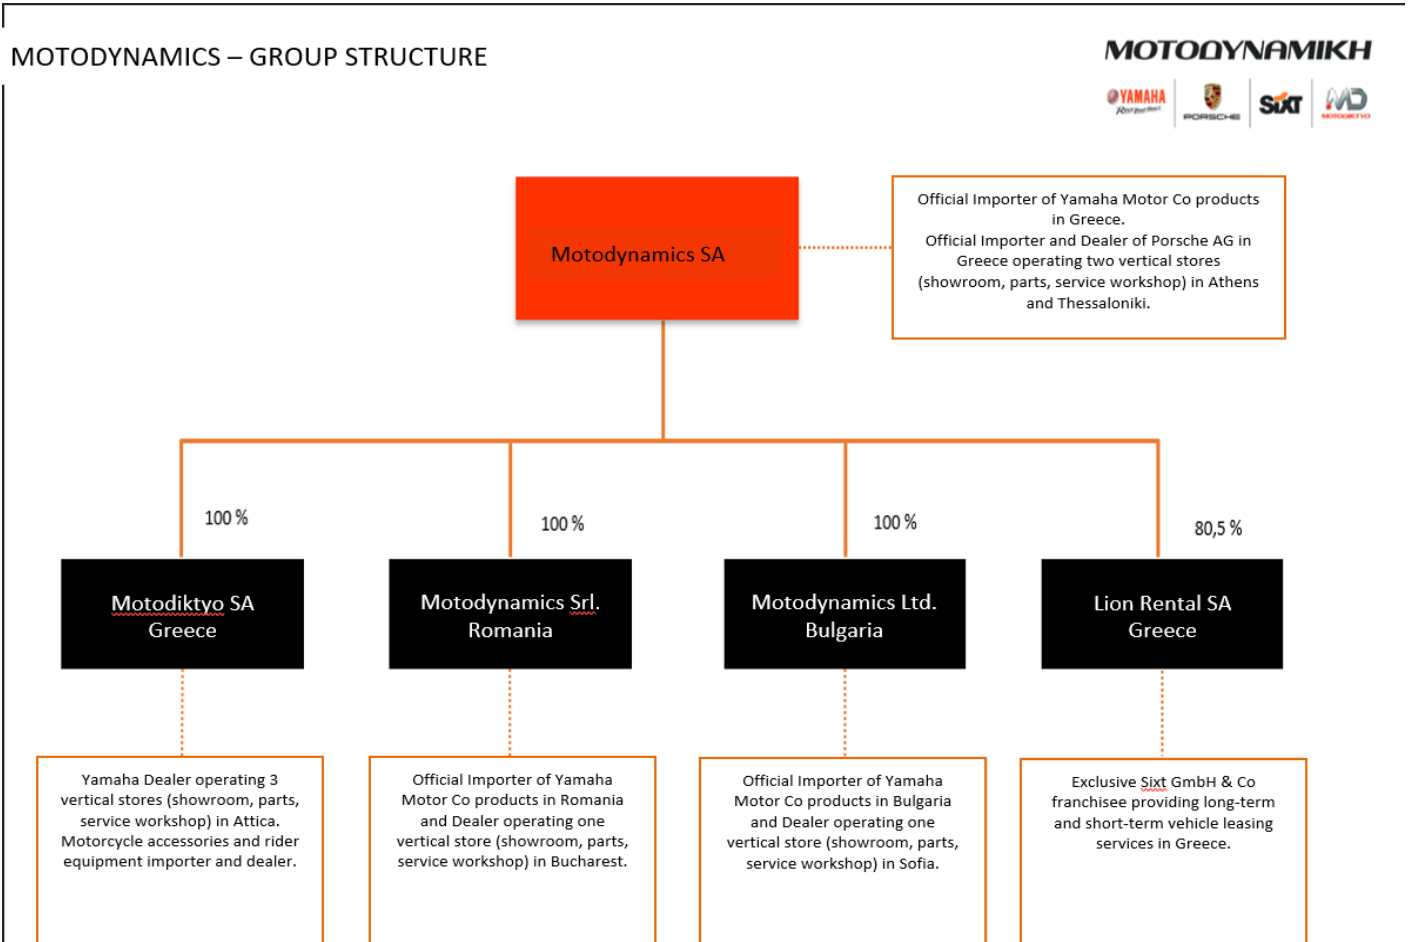 MOTODYNAMICS – GROUP STRUCTURE
ΜΟΤΟΔΥΝΑΜΙΚΗ
YAMAHA
Revs Your Heart
PORSCHE
SIXT
MD
MOTODIKTYO
Motodynamics SA
Official Importer of Yamaha Motor Co products
in Greece.
Official Importer and Dealer of Porsche AG in
Greece operating two vertical stores
(showroom, parts, service workshop) in Athens
and Thessaloniki.
100 %
100 %
100 %
80,5 %
Motodiktyo SA
Greece
Motodynamics Srl.
Romania
Motodynamics Ltd.
Bulgaria
Lion Rental SA
Greece
Yamaha Dealer operating 3
vertical stores (showroom, parts,
service workshop) in Attica.
Motorcycle accessories and rider
equipment importer and dealer.
Official Importer of Yamaha
Motor Co products in Romania
and Dealer operating one
vertical store (showroom, parts,
service workshop) in Bucharest.
Official Importer of Yamaha
Motor Co products in Bulgaria
and Dealer operating one
vertical store (showroom, parts,
service workshop) in Sofia.
Exclusive Sixt GmbH & Co
franchisee providing long-term
and short-term vehicle leasing
services in Greece.